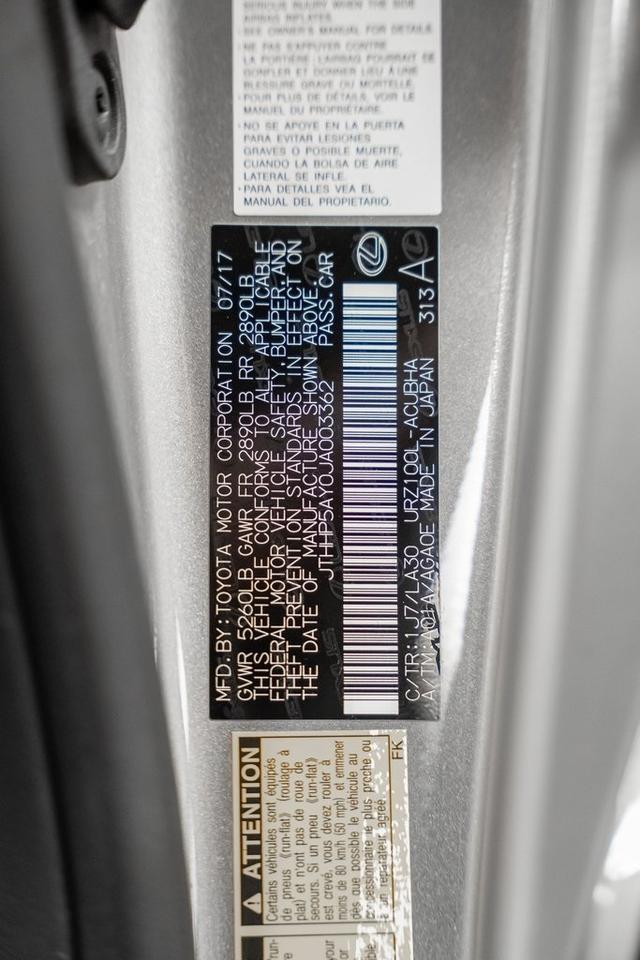 SERIOUS INJURY WHEN THE SIDE
AIRBAG INFLATES.
· SEE OWNER'S MANUAL FOR DETAILS.
· NE PAS S'APPUYER CONTRE
LA PORTIÈRE; L'AIRBAG POURRAIT SE
GONFLER ET DONNER LIEU À UNE
BLESSURE GRAVE OU MORTELLE.
· POUR PLUS DE DÉTAILS, VOIR LE
MANUEL DU PROPRIÉTAIRE.
· NO SE APOYE EN LA PUERTA
PARA EVITAR LESIONES
GRAVES O POSIBLE MUERTE,
CUANDO LA BOLSA DE AIRE
LATERAL SE INFLE.
· PARA DETALLES VEA EL
MANUAL DEL PROPIETARIO.
MFD.BY:TOYOTA MOTOR CORPORATION 07/17
GVWR 5260LB GAWR FR 2890LB RR 2890LB
THIS VEHICLE CONFORMS TO ALL APPLICABLE
FEDERAL MOTOR VEHICLE SAFETY,BUMPER,AND
THEFT PREVENTION STANDARDS IN EFFECT ON
THE DATE OF MANUFACTURE SHOWN ABOVE.
JTHHP5AY0JA003362 PASS.CAR
C/TR:1J7/LA30 URZ100L-ACUBHA
A/TM:A01A/AGA0E MADE IN JAPAN 313 A
ATTENTION
Certains véhicules sont équipés
de pneus 《run-flat》 (roulage à
plat) et n'ont pas de roue de
secours. Si un pneu 《run-flat》
est crevé, vous devez rouler à
moins de 80 km/h (50 mph) et emmener
dès que possible le véhicule au
concessionnaire le plus proche ou
à un réparateur agréé.
FK
run-
re
your
or